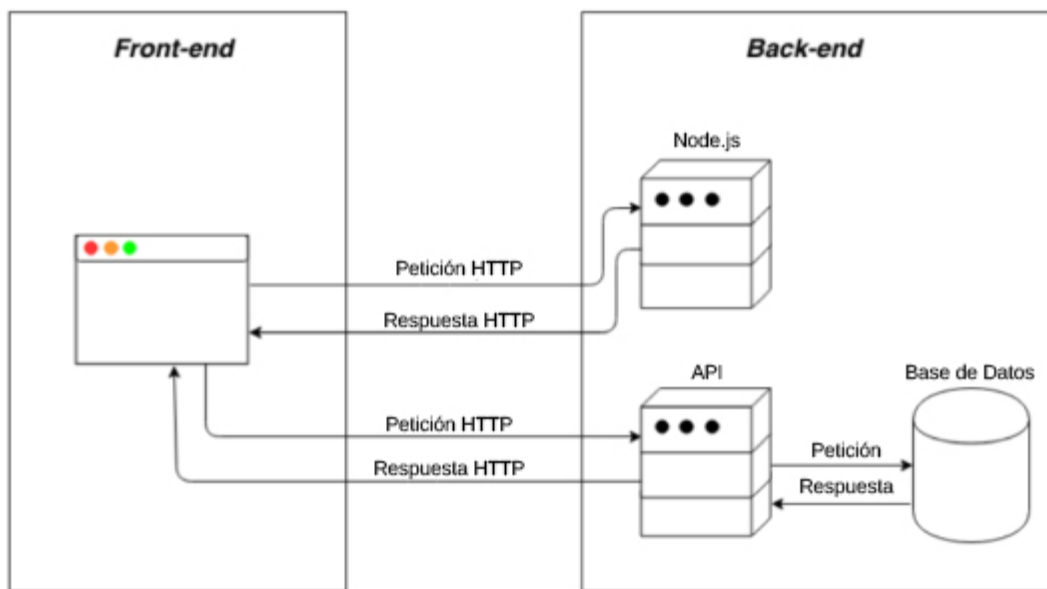 Front-end
Back-end
Node.js
Petición HTTP
Respuesta HTTP
API
Base de Datos
Petición HTTP
Petición
Respuesta HTTP
Respuesta